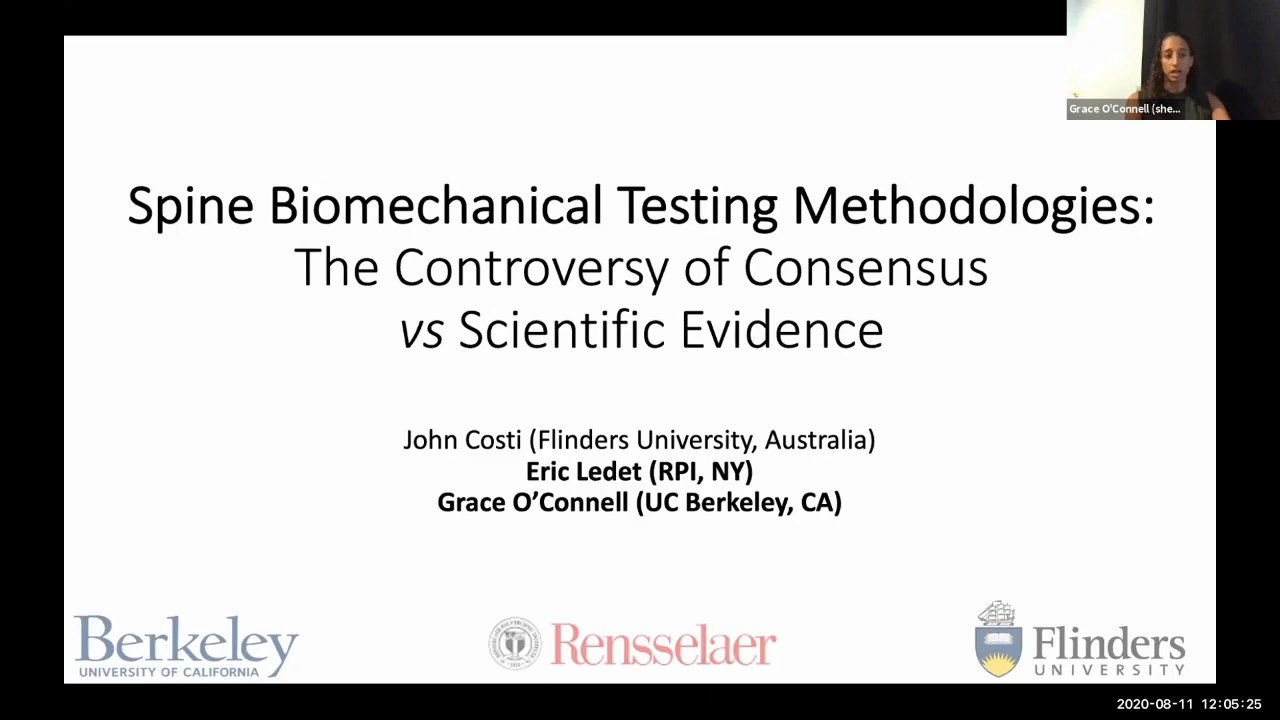 Grace O'Connell (she...
Spine Biomechanical Testing Methodologies:
The Controversy of Consensus
vs Scientific Evidence
John Costi (Flinders University, Australia)
Eric Ledet (RPI, NY)
Grace O’Connell (UC Berkeley, CA)
Berkeley
UNIVERSITY OF CALIFORNIA
Rensselaer
Flinders
UNIVERSITY
2020-08-11 12:05:25